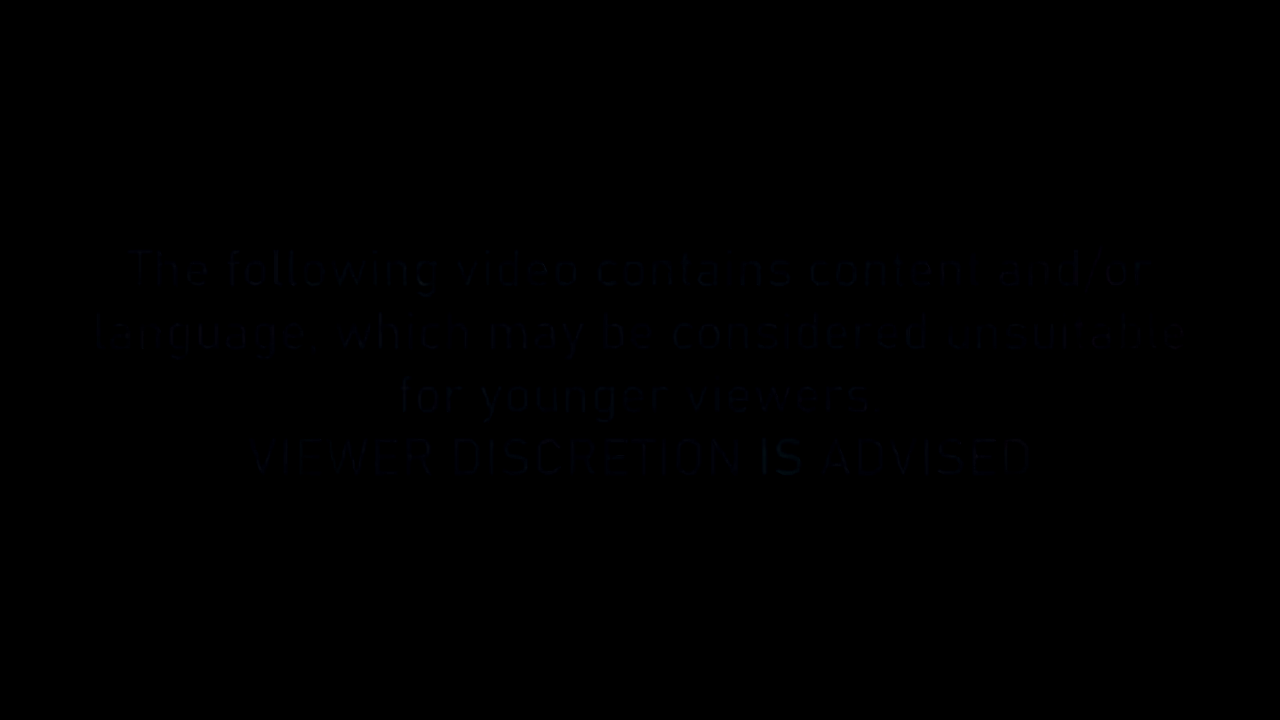 The following video contains content and/or
language, which may be considered unsuitable
for younger viewers.
VIEWER DISCRETION IS ADVISED